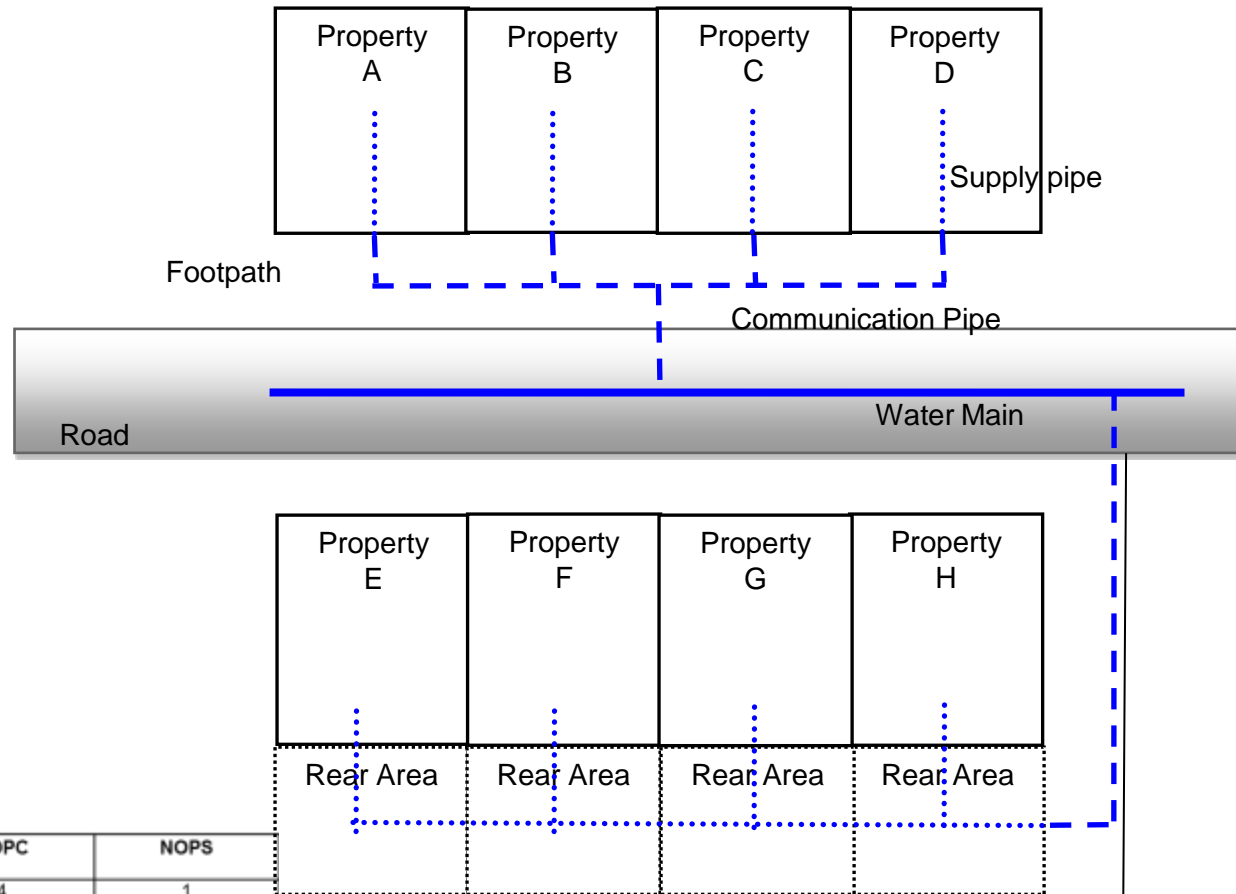 Property
A
Property
B
Property
C
Property
D
Supply pipe
Footpath
Communication Pipe
Water Main
Road
Property
E
Property
F
Property
G
Property
H
Rear Area
Rear Area
Rear Area
Rear Area
NOPS
1